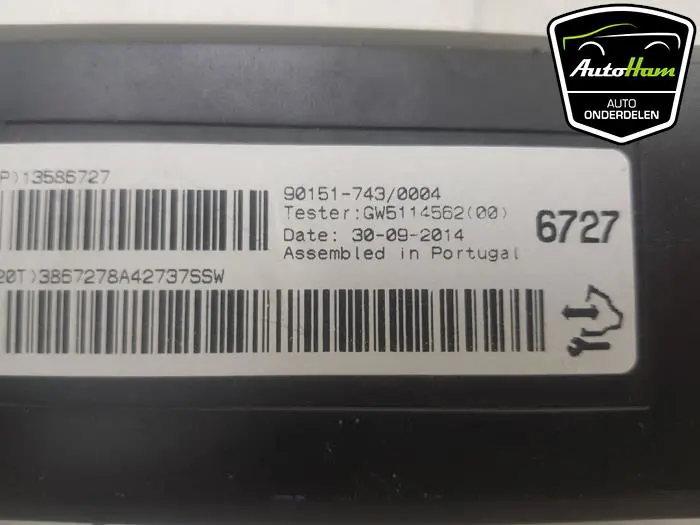 AutoHam
AUTO
ONDERDELEN
P)13586727
90151-743/0004
Tester:GW5114562(00)
Date: 30-09-2014
Assembled in Portugal
6727
20T)3867278A42737SSW